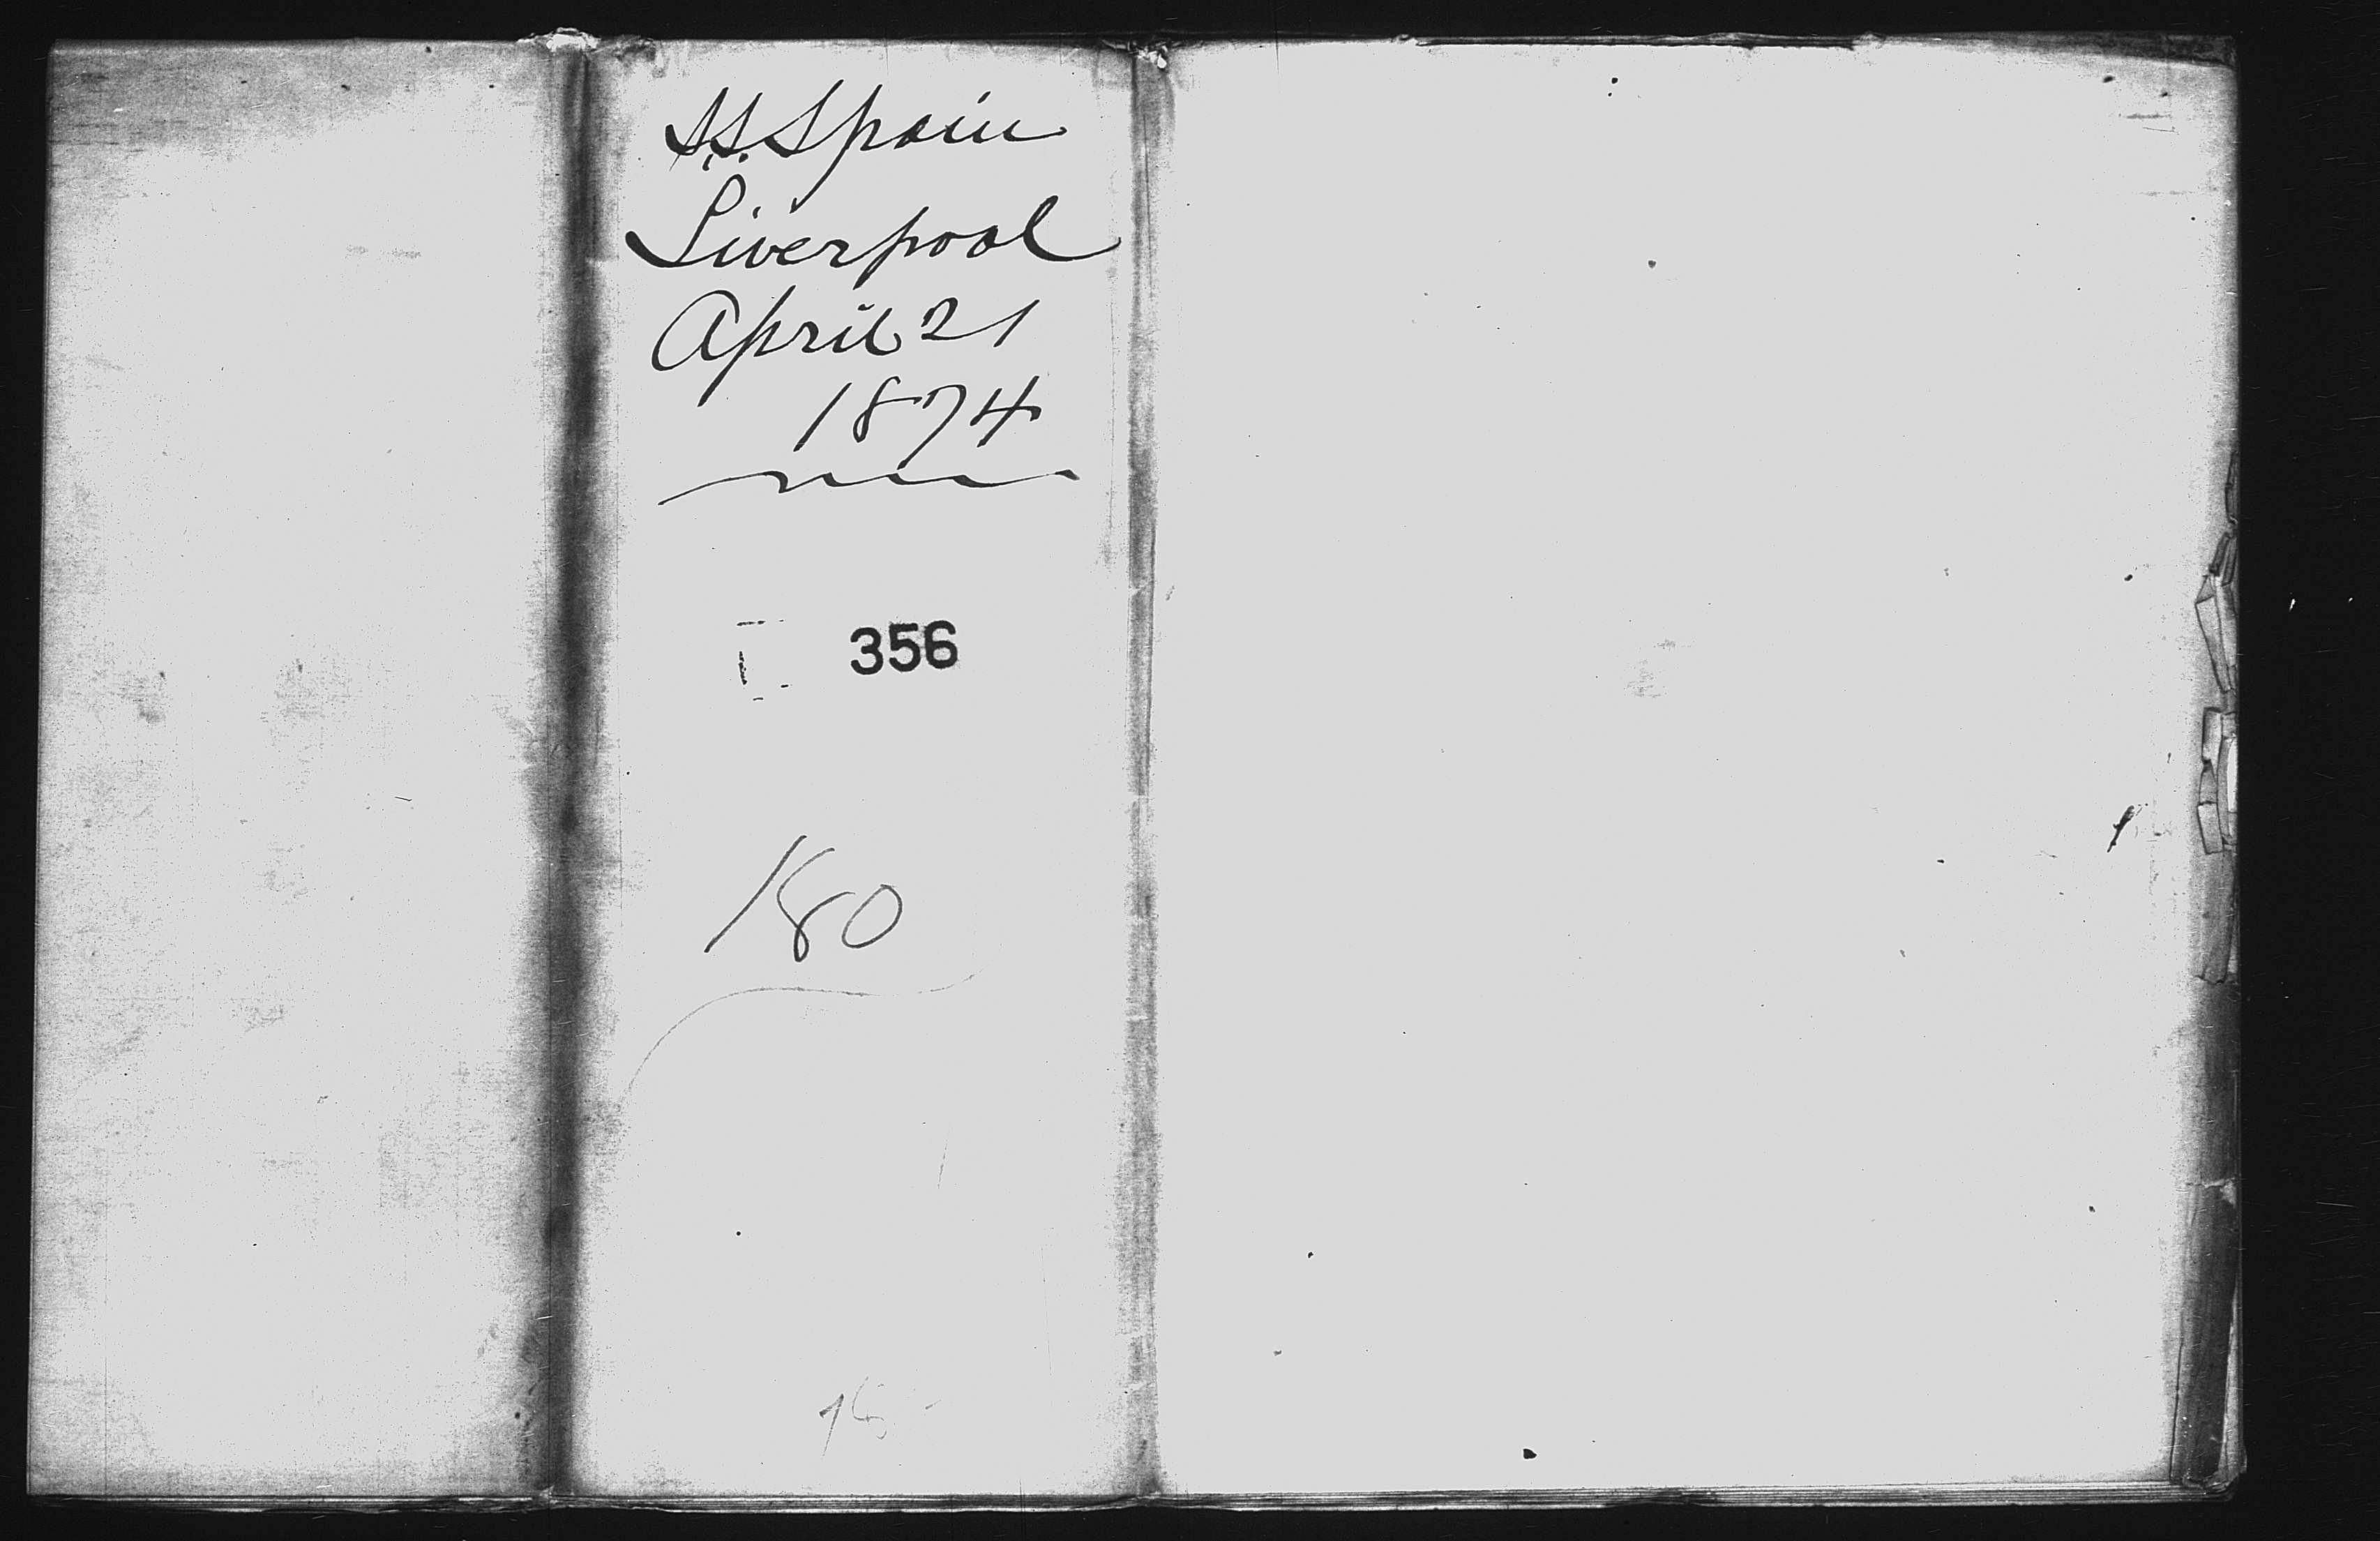 S.S. Spain
Liverpool
April 21
1874
356
180